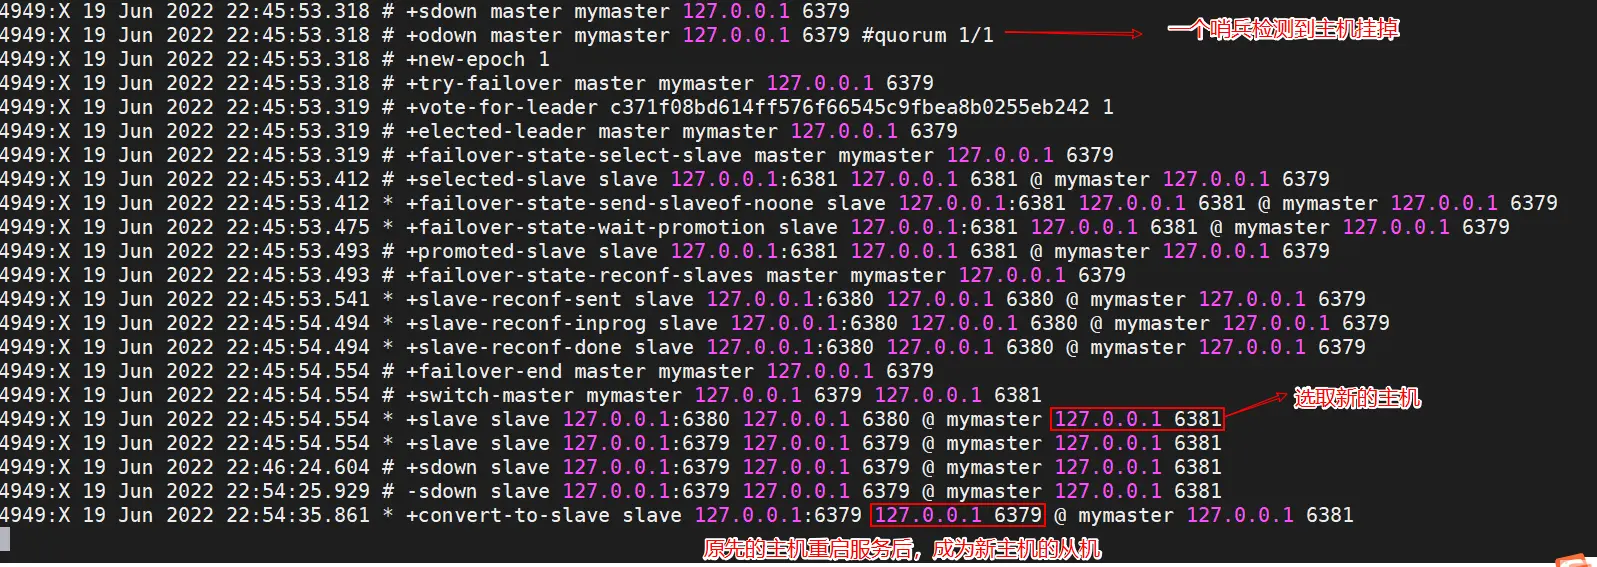 4949:X 19 Jun 2022 22:45:53.318 # +sdown master mymaster 127.0.0.1 6379
4949:X 19 Jun 2022 22:45:53.318 # +odown master mymaster 127.0.0.1 6379 #quorum 1/1 一个哨兵检测到主机挂掉
4949:X 19 Jun 2022 22:45:53.318 # +new-epoch 1
4949:X 19 Jun 2022 22:45:53.318 # +try-failover master mymaster 127.0.0.1 6379
4949:X 19 Jun 2022 22:45:53.319 # +vote-for-leader c371f08bd614ff576f66545c9fbea8b0255eb242 1
4949:X 19 Jun 2022 22:45:53.319 # +elected-leader master mymaster 127.0.0.1 6379
4949:X 19 Jun 2022 22:45:53.319 # +failover-state-select-slave master mymaster 127.0.0.1 6379
4949:X 19 Jun 2022 22:45:53.412 # +selected-slave slave 127.0.0.1:6381 127.0.0.1 6381 @ mymaster 127.0.0.1 6379
4949:X 19 Jun 2022 22:45:53.412 * +failover-state-send-slaveof-noone slave 127.0.0.1:6381 127.0.0.1 6381 @ mymaster 127.0.0.1 6379
4949:X 19 Jun 2022 22:45:53.475 * +failover-state-wait-promotion slave 127.0.0.1:6381 127.0.0.1 6381 @ mymaster 127.0.0.1 6379
4949:X 19 Jun 2022 22:45:53.493 # +promoted-slave slave 127.0.0.1:6381 127.0.0.1 6381 @ mymaster 127.0.0.1 6379
4949:X 19 Jun 2022 22:45:53.493 # +failover-state-reconf-slaves master mymaster 127.0.0.1 6379
4949:X 19 Jun 2022 22:45:53.541 * +slave-reconf-sent slave 127.0.0.1:6380 127.0.0.1 6380 @ mymaster 127.0.0.1 6379
4949:X 19 Jun 2022 22:45:54.494 * +slave-reconf-inprog slave 127.0.0.1:6380 127.0.0.1 6380 @ mymaster 127.0.0.1 6379
4949:X 19 Jun 2022 22:45:54.494 * +slave-reconf-done slave 127.0.0.1:6380 127.0.0.1 6380 @ mymaster 127.0.0.1 6379
4949:X 19 Jun 2022 22:45:54.554 # +failover-end master mymaster 127.0.0.1 6379
4949:X 19 Jun 2022 22:45:54.554 # +switch-master mymaster 127.0.0.1 6379 127.0.0.1 6381
选取新的主机
4949:X 19 Jun 2022 22:45:54.554 * +slave slave 127.0.0.1:6380 127.0.0.1 6380 @ mymaster 127.0.0.1 6381
4949:X 19 Jun 2022 22:45:54.554 * +slave slave 127.0.0.1:6379 127.0.0.1 6379 @ mymaster 127.0.0.1 6381
4949:X 19 Jun 2022 22:46:24.604 # +sdown slave 127.0.0.1:6379 127.0.0.1 6379 @ mymaster 127.0.0.1 6381
4949:X 19 Jun 2022 22:54:25.929 # -sdown slave 127.0.0.1:6379 127.0.0.1 6379 @ mymaster 127.0.0.1 6381
4949:X 19 Jun 2022 22:54:35.861 * +convert-to-slave slave 127.0.0.1:6379 127.0.0.1 6379 @ mymaster 127.0.0.1 6381
原先的主机重启服务后，成为新主机的从机